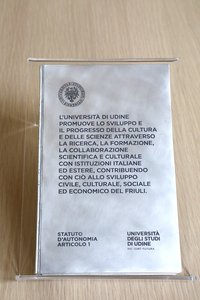 L'UNIVERSITÀ DI UDINE
PROMUOVE LO SVILUPPO E
IL PROGRESSO DELLA CULTURA
E DELLE SCIENZE ATTRAVERSO
LA RICERCA, LA FORMAZIONE,
LA COLLABORAZIONE
SCIENTIFICA E CULTURALE
CON ISTITUZIONI ITALIANE
ED ESTERE, CONTRIBUENDO
CON CIÒ ALLO SVILUPPO
CIVILE, CULTURALE, SOCIALE
ED ECONOMICO DEL FRIULI.
STATUTO
D'AUTONOMIA
ARTICOLO 1
UNIVERSITÀ
DEGLI STUDI
DI UDINE